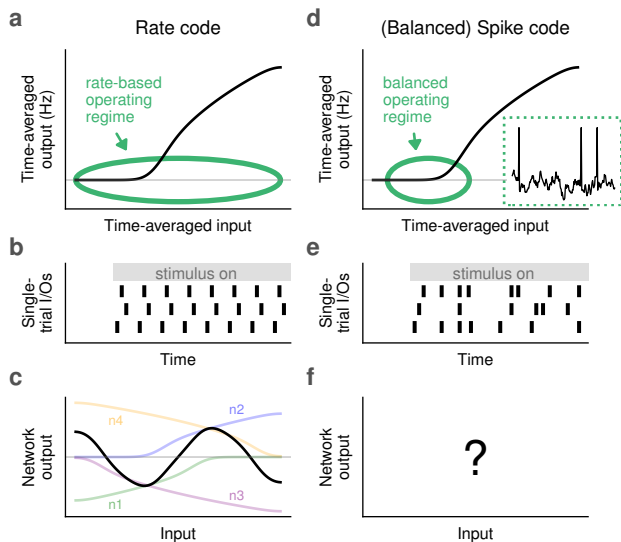 a
Rate code
rate-based
operating
regime
Time-averaged
output (Hz)
Time-averaged input
b
stimulus on
Single-
trial I/Os
Time
c
n4
n2
n1
n3
Network
output
Input
d
(Balanced) Spike code
balanced
operating
regime
Time-averaged
output (Hz)
Time-averaged input
e
stimulus on
Single-
trial I/Os
Time
f
?
Network
output
Input